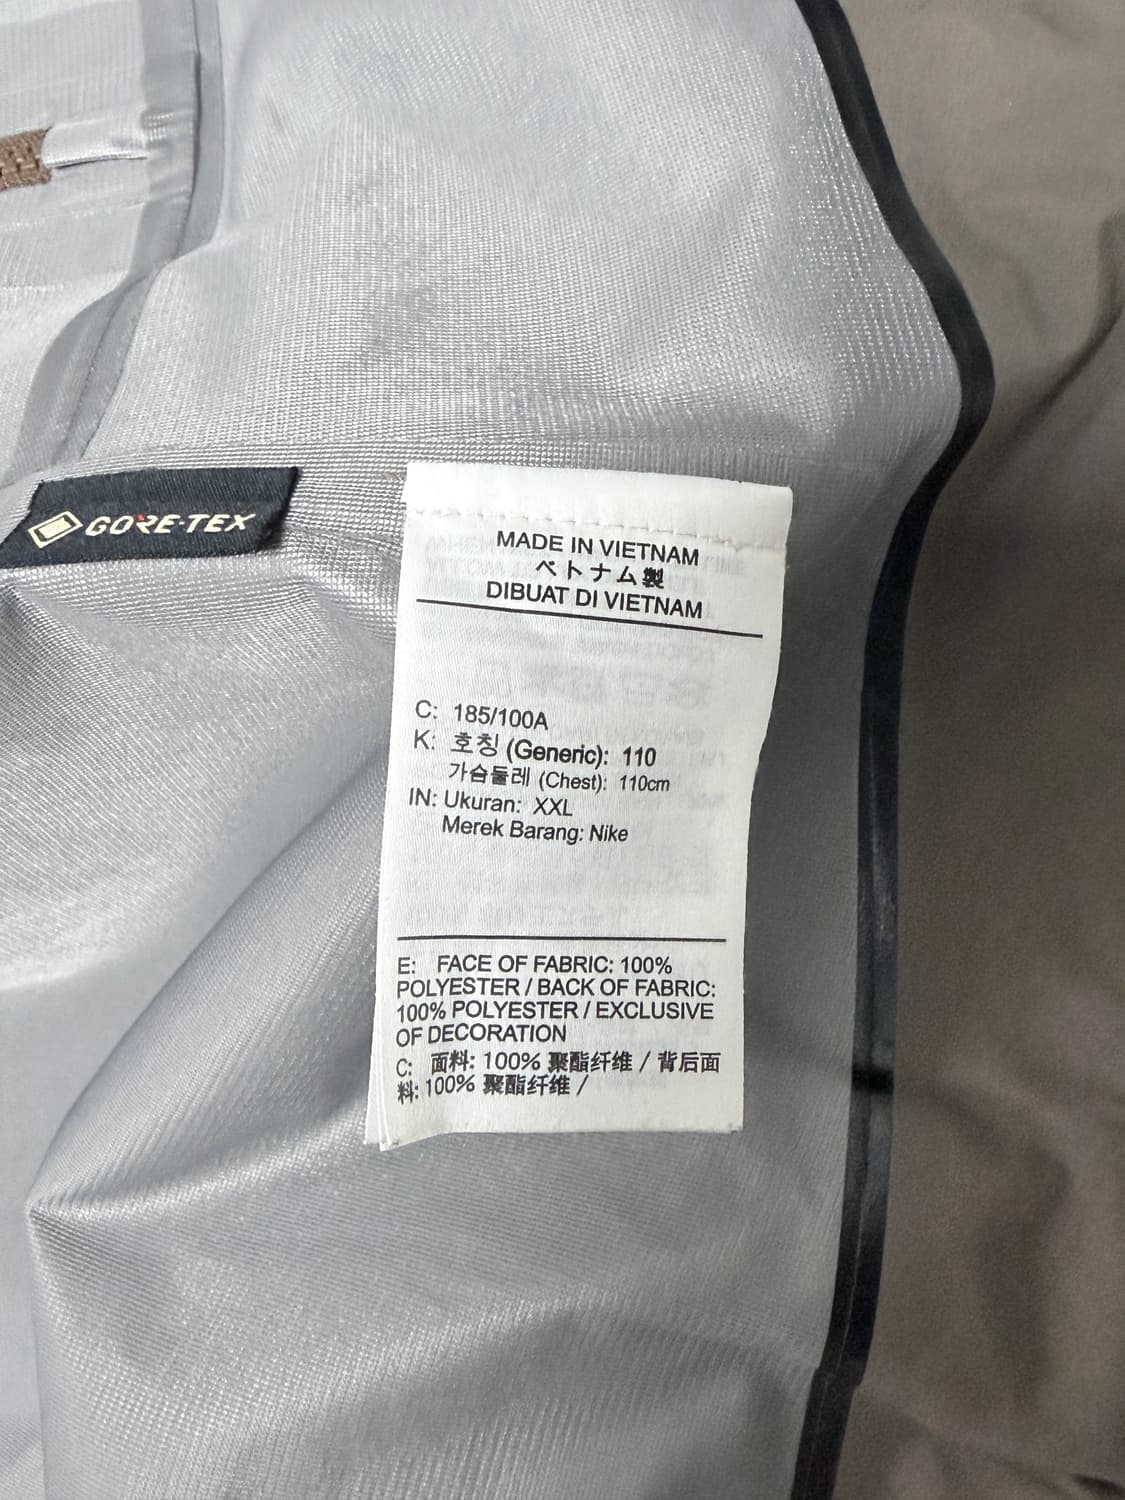 GORE-TEX
MADE IN VIETNAM
ベトナム製
DIBUAT DI VIETNAM
C: 185/100A
K: 호칭 (Generic): 110
가슴둘레 (Chest): 110cm
IN: Ukuran: XXL
Merek Barang: Nike
E: FACE OF FABRIC: 100%
POLYESTER / BACK OF FABRIC:
100% POLYESTER / EXCLUSIVE
OF DECORATION
C: 面料: 100% 聚酯纤维 / 背后面
料: 100% 聚酯纤维 /